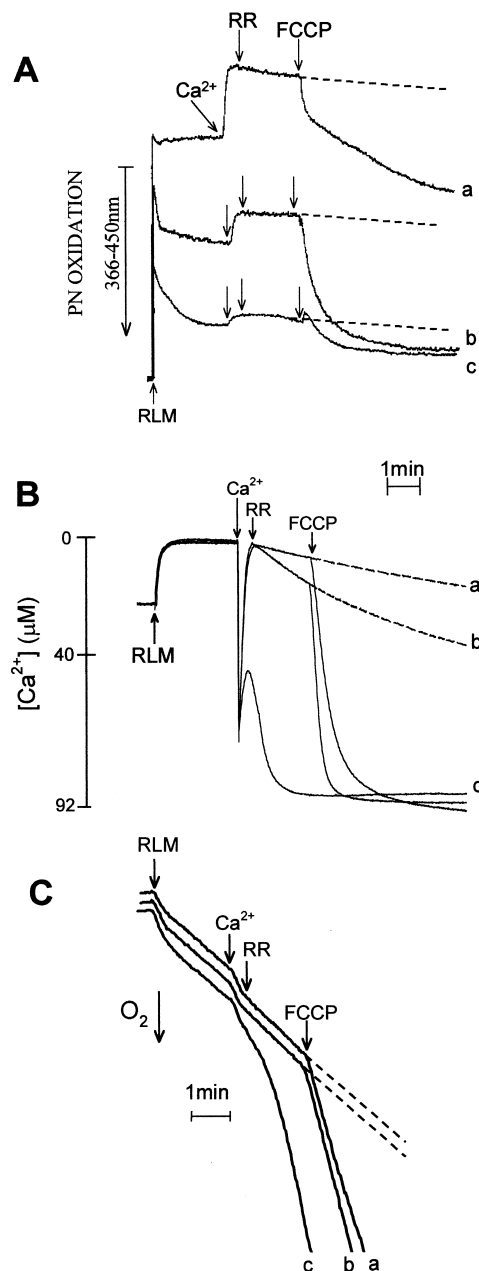 A
RR
FCCP
Ca²⁺
PN OXIDATION
366-450nm
a
b
c
RLM
1min
B
Ca²⁺
RR
FCCP
0
a
b
[Ca²⁺] (μM)
RLM
40
c
92
C
RLM
Ca²⁺
RR
O₂
FCCP
1min
c
b
a